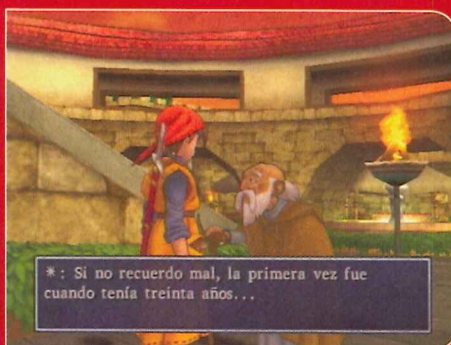 *: Si no recuerdo mal, la primera vez fue
cuando tenía treinta años...